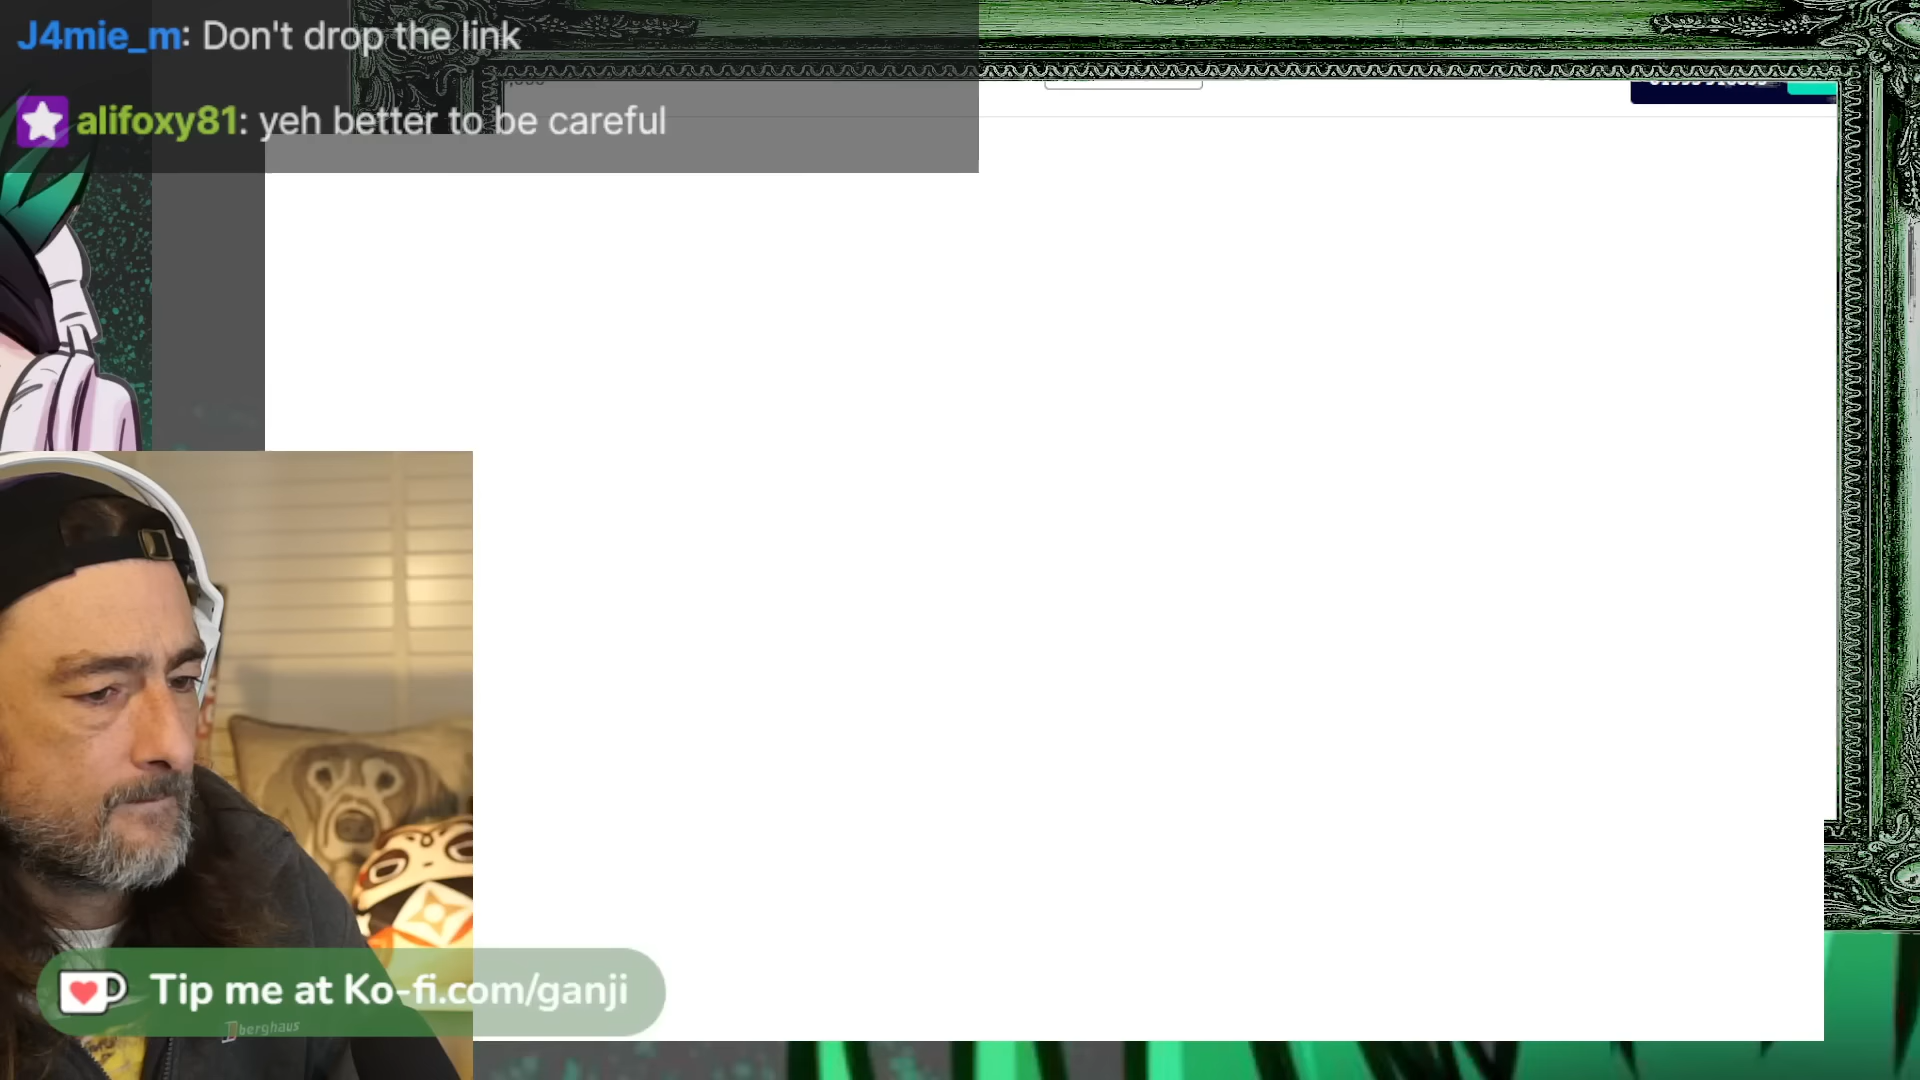 J4mie_m: Don't drop the link
alifoxy81: yeh better to be careful
Tip me at Ko-fi.com/ganji
berghaus